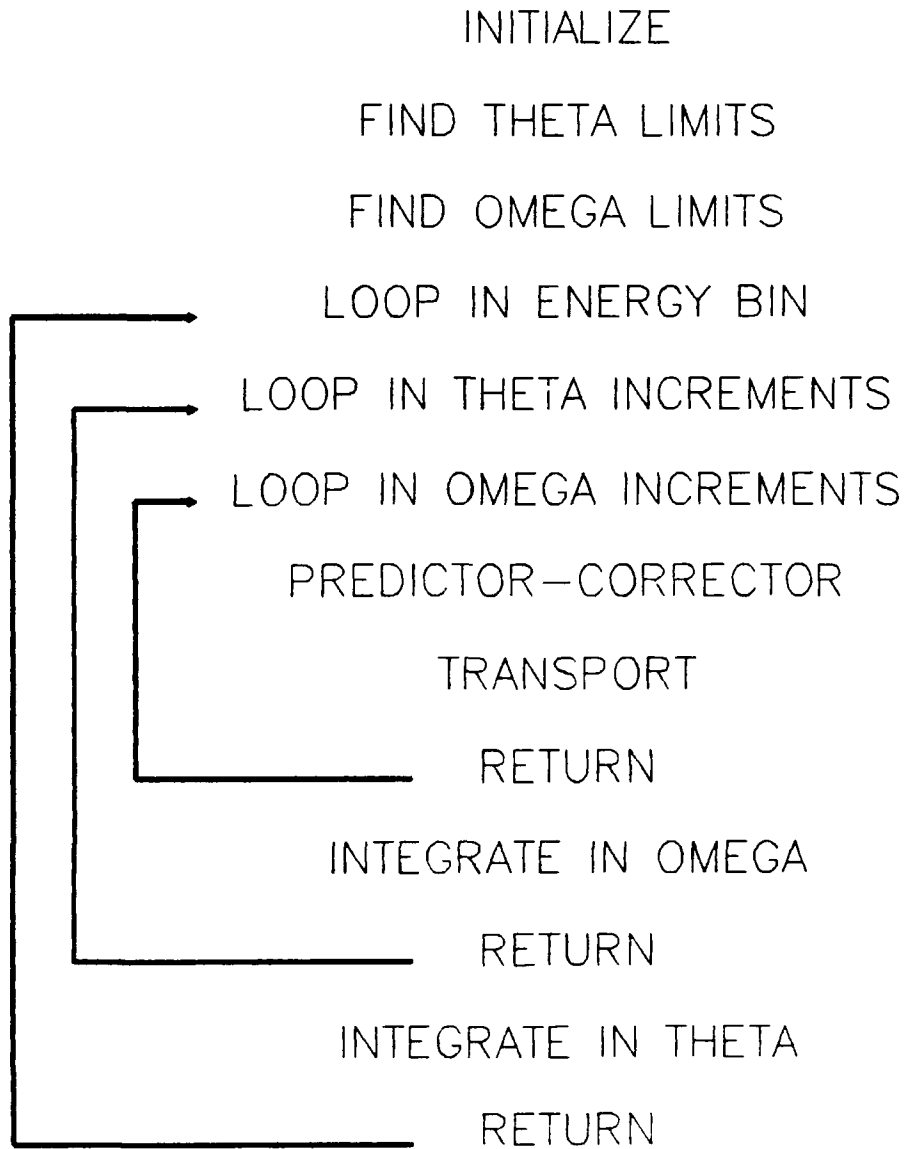 INITIALIZE
FIND THETA LIMITS
FIND OMEGA LIMITS
LOOP IN ENERGY BIN
LOOP IN THETA INCREMENTS
LOOP IN OMEGA INCREMENTS
PREDICTOR-CORRECTOR
TRANSPORT
RETURN
INTEGRATE IN OMEGA
RETURN
INTEGRATE IN THETA
RETURN